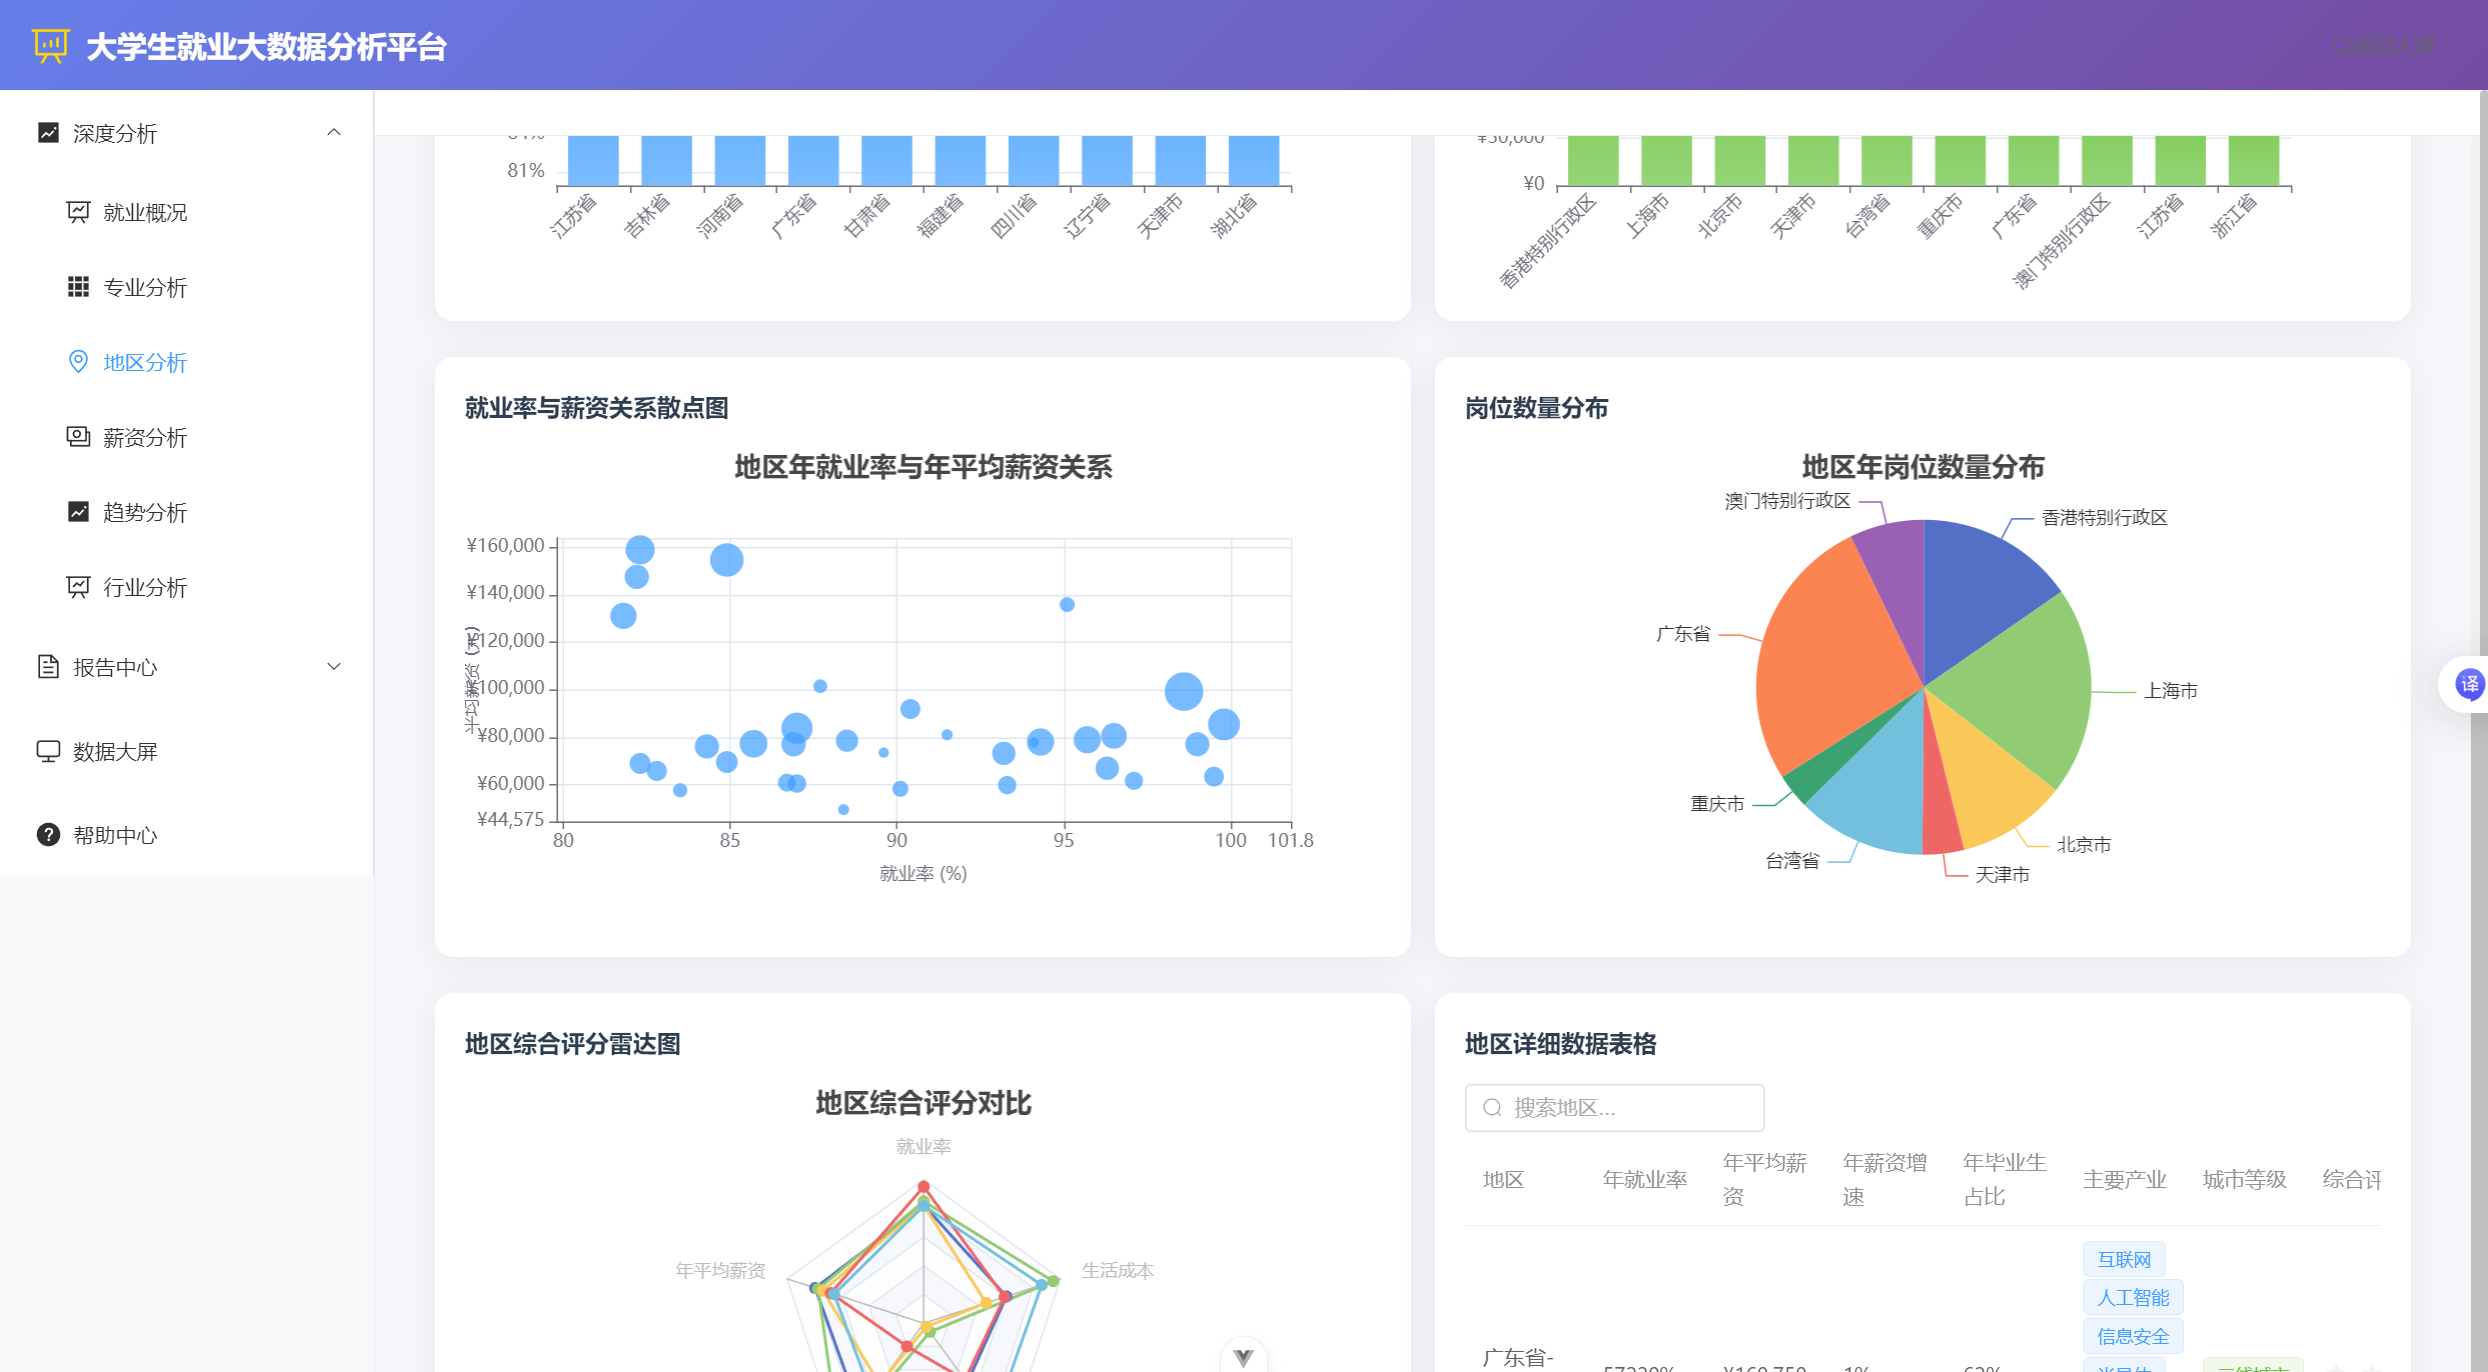 大学生就业大数据分析平台
深度分析
就业概况
专业分析
地区分析
薪资分析
趋势分析
行业分析
报告中心
数据大屏
帮助中心
81%
江苏省
吉林省
河南省
广东省
甘肃省
福建省
四川省
辽宁省
天津市
湖北省
¥0
香港特别行政区
上海市
北京市
天津市
台湾省
重庆市
广东省
澳门特别行政区
江苏省
浙江省
就业率与薪资关系散点图
地区年就业率与年平均薪资关系
¥160,000
¥140,000
¥120,000
¥100,000
¥80,000
¥60,000
¥44,575
80
85
90
95
100
101.8
就业率 (%)
岗位数量分布
地区年岗位数量分布
澳门特别行政区
香港特别行政区
广东省
上海市
重庆市
北京市
台湾省
天津市
译
地区综合评分雷达图
地区综合评分对比
就业率
年平均薪资
生活成本
地区详细数据表格
搜索地区...
地区
年就业率
年平均薪资
年薪资增速
年毕业生占比
主要产业
城市等级
综合评
互联网
人工智能
信息安全
广东省-